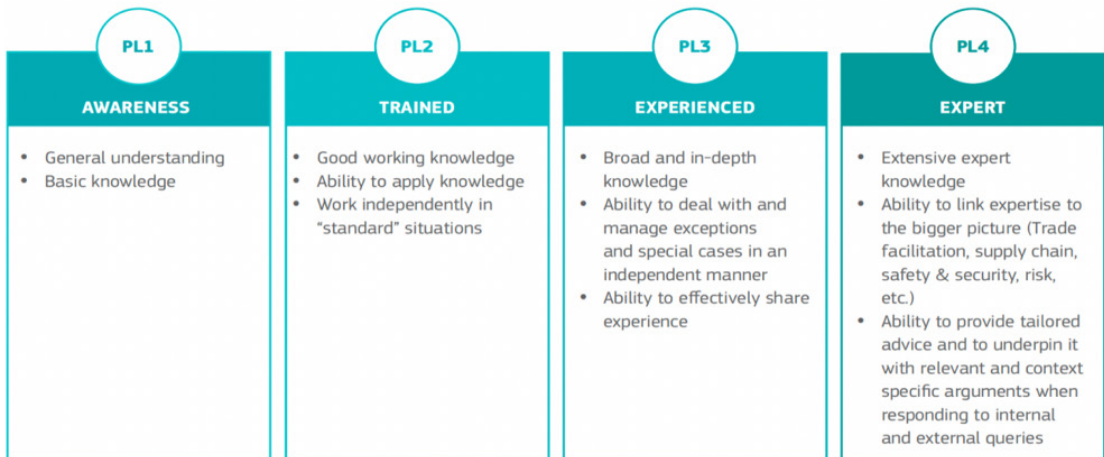 PL1
AWARENESS
• General understanding
• Basic knowledge
PL2
TRAINED
• Good working knowledge
• Ability to apply knowledge
• Work independently in
“standard” situations
PL3
EXPERIENCED
• Broad and in-depth
knowledge
• Ability to deal with and
manage exceptions
and special cases in an
independent manner
• Ability to effectively share
experience
PL4
EXPERT
• Extensive expert
knowledge
• Ability to link expertise to
the bigger picture (Trade
facilitation, supply chain,
safety & security, risk,
etc.)
• Ability to provide tailored
advice and to underpin it
with relevant and context
specific arguments when
responding to internal
and external queries